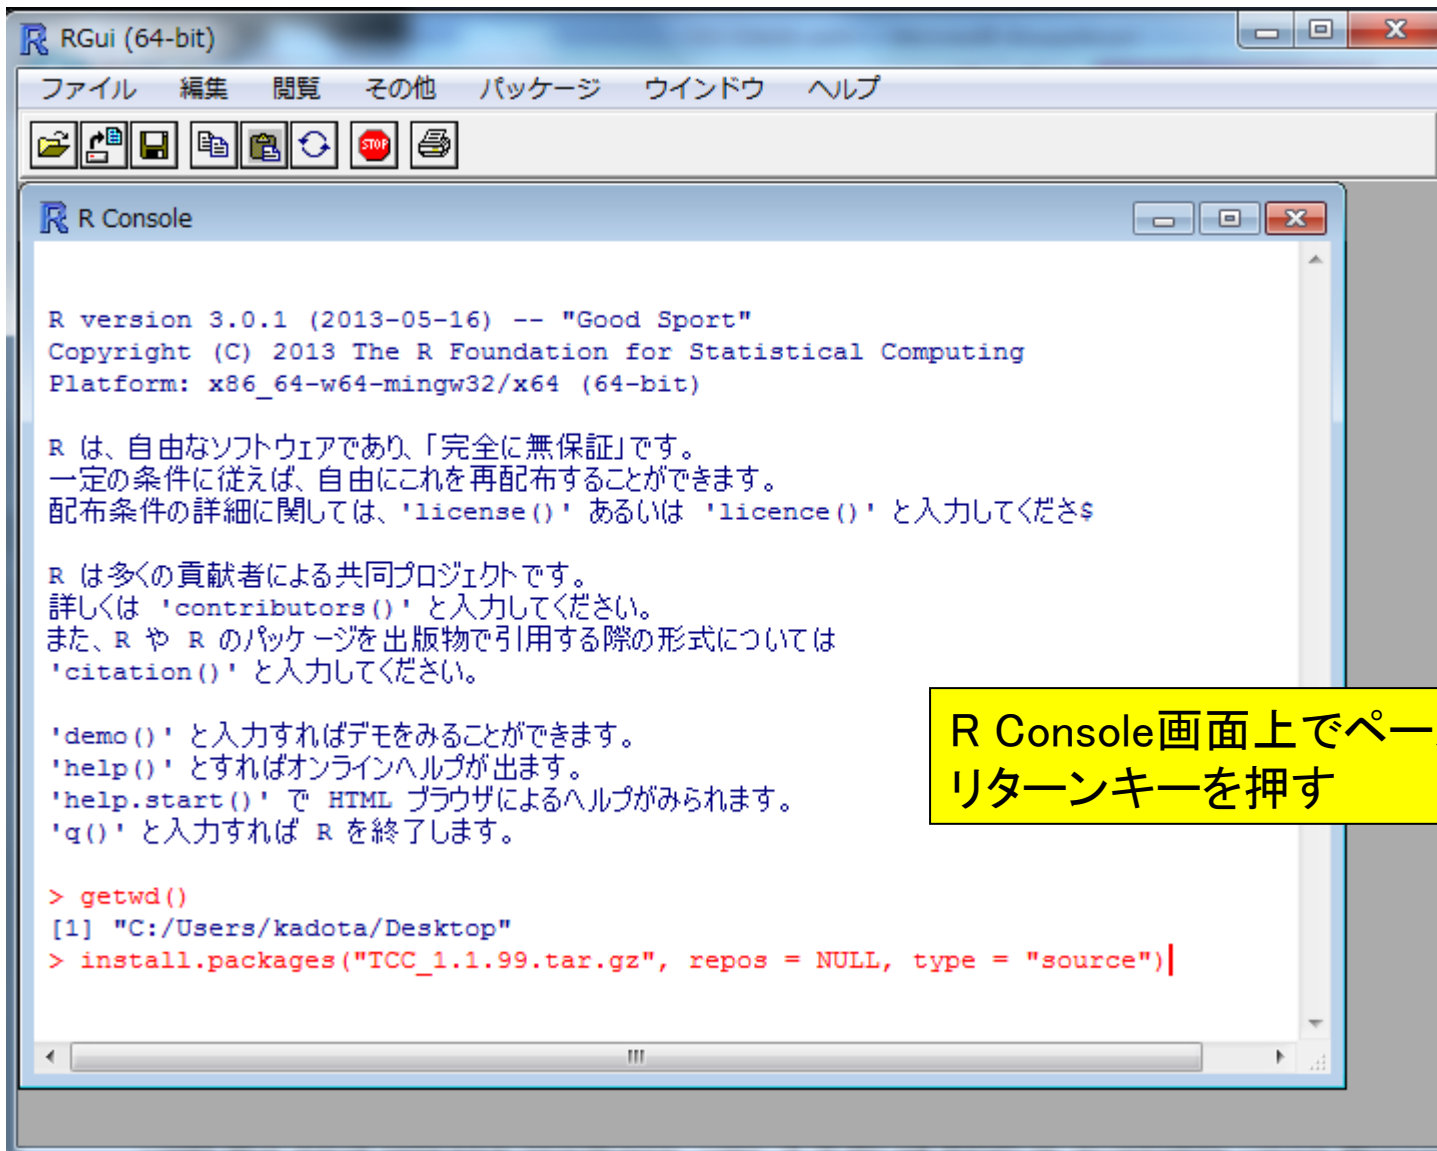 RGui (64-bit)
ファイル 編集 閲覧 その他 パッケージ ウインドウ ヘルプ
STOP
R Console
R version 3.0.1 (2013-05-16) -- "Good Sport"
Copyright (C) 2013 The R Foundation for Statistical Computing
Platform: x86_64-w64-mingw32/x64 (64-bit)
R は、自由なソフトウェアであり、「完全に無保証」です。
一定の条件に従えば、自由にこれを再配布することができます。
配布条件の詳細に関しては、'license()' あるいは 'licence()' と入力してくださ$
R は多くの貢献者による共同プロジェクトです。
詳しくは 'contributors()' と入力してください。
また、R や R のパッケージを出版物で引用する際の形式については
'citation()' と入力してください。
'demo()' と入力すればデモをみることができます。
'help()' とすればオンラインヘルプが出ます。
'help.start()' で HTML ブラウザによるヘルプがみられます。
'q()' と入力すれば R を終了します。
R Console画面上でペー
リターンキーを押す
> getwd()
[1] "C:/Users/kadota/Desktop"
> install.packages("TCC_1.1.99.tar.gz", repos = NULL, type = "source")